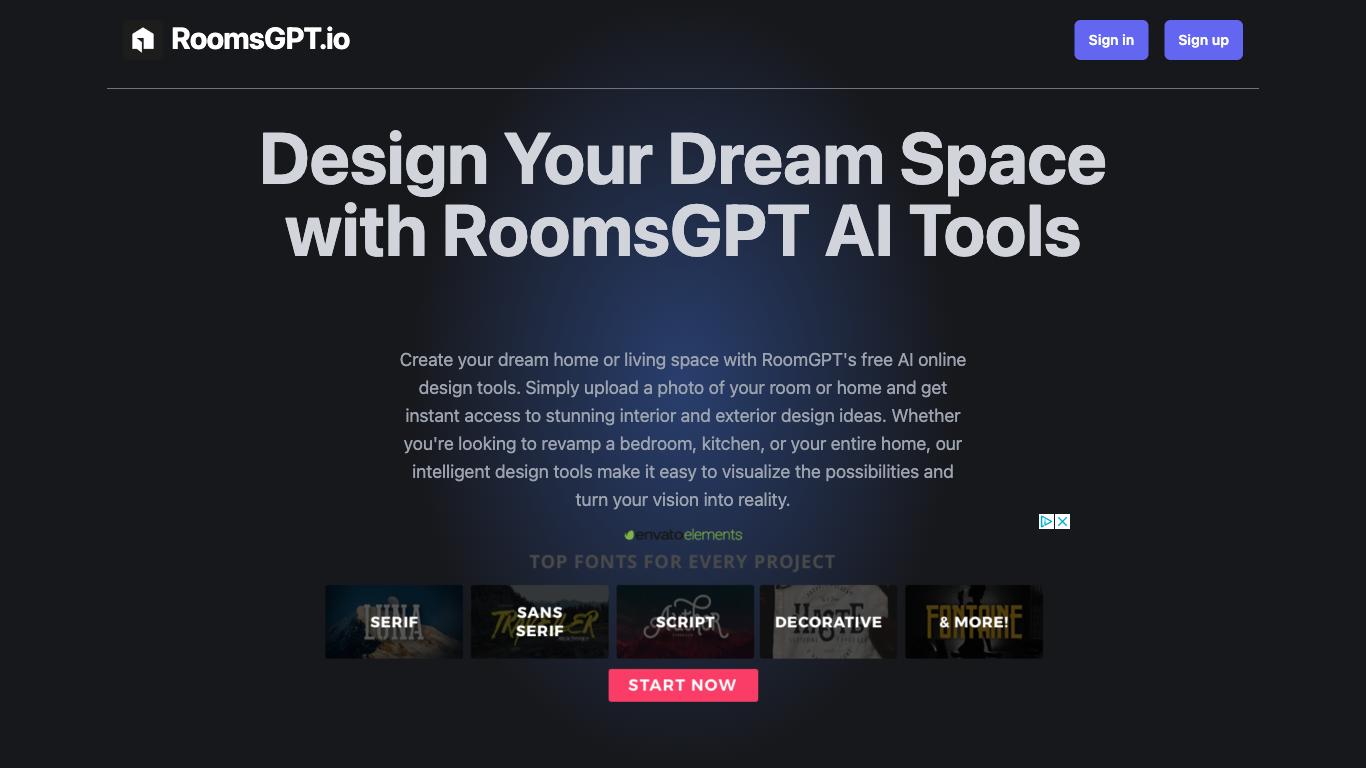 RoomsGPT.io
Sign in
Sign up
Design Your Dream Space
with RoomsGPT AI Tools
Create your dream home or living space with RoomGPT's free AI online
design tools. Simply upload a photo of your room or home and get
instant access to stunning interior and exterior design ideas. Whether
you're looking to revamp a bedroom, kitchen, or your entire home, our
intelligent design tools make it easy to visualize the possibilities and
turn your vision into reality.
envatoelements
TOP FONTS FOR EVERY PROJECT
LUNA
SERIF
SANS
SERIF
SCRIPT
HASTE
DECORATIVE
FONTAINE
& MORE!
START NOW